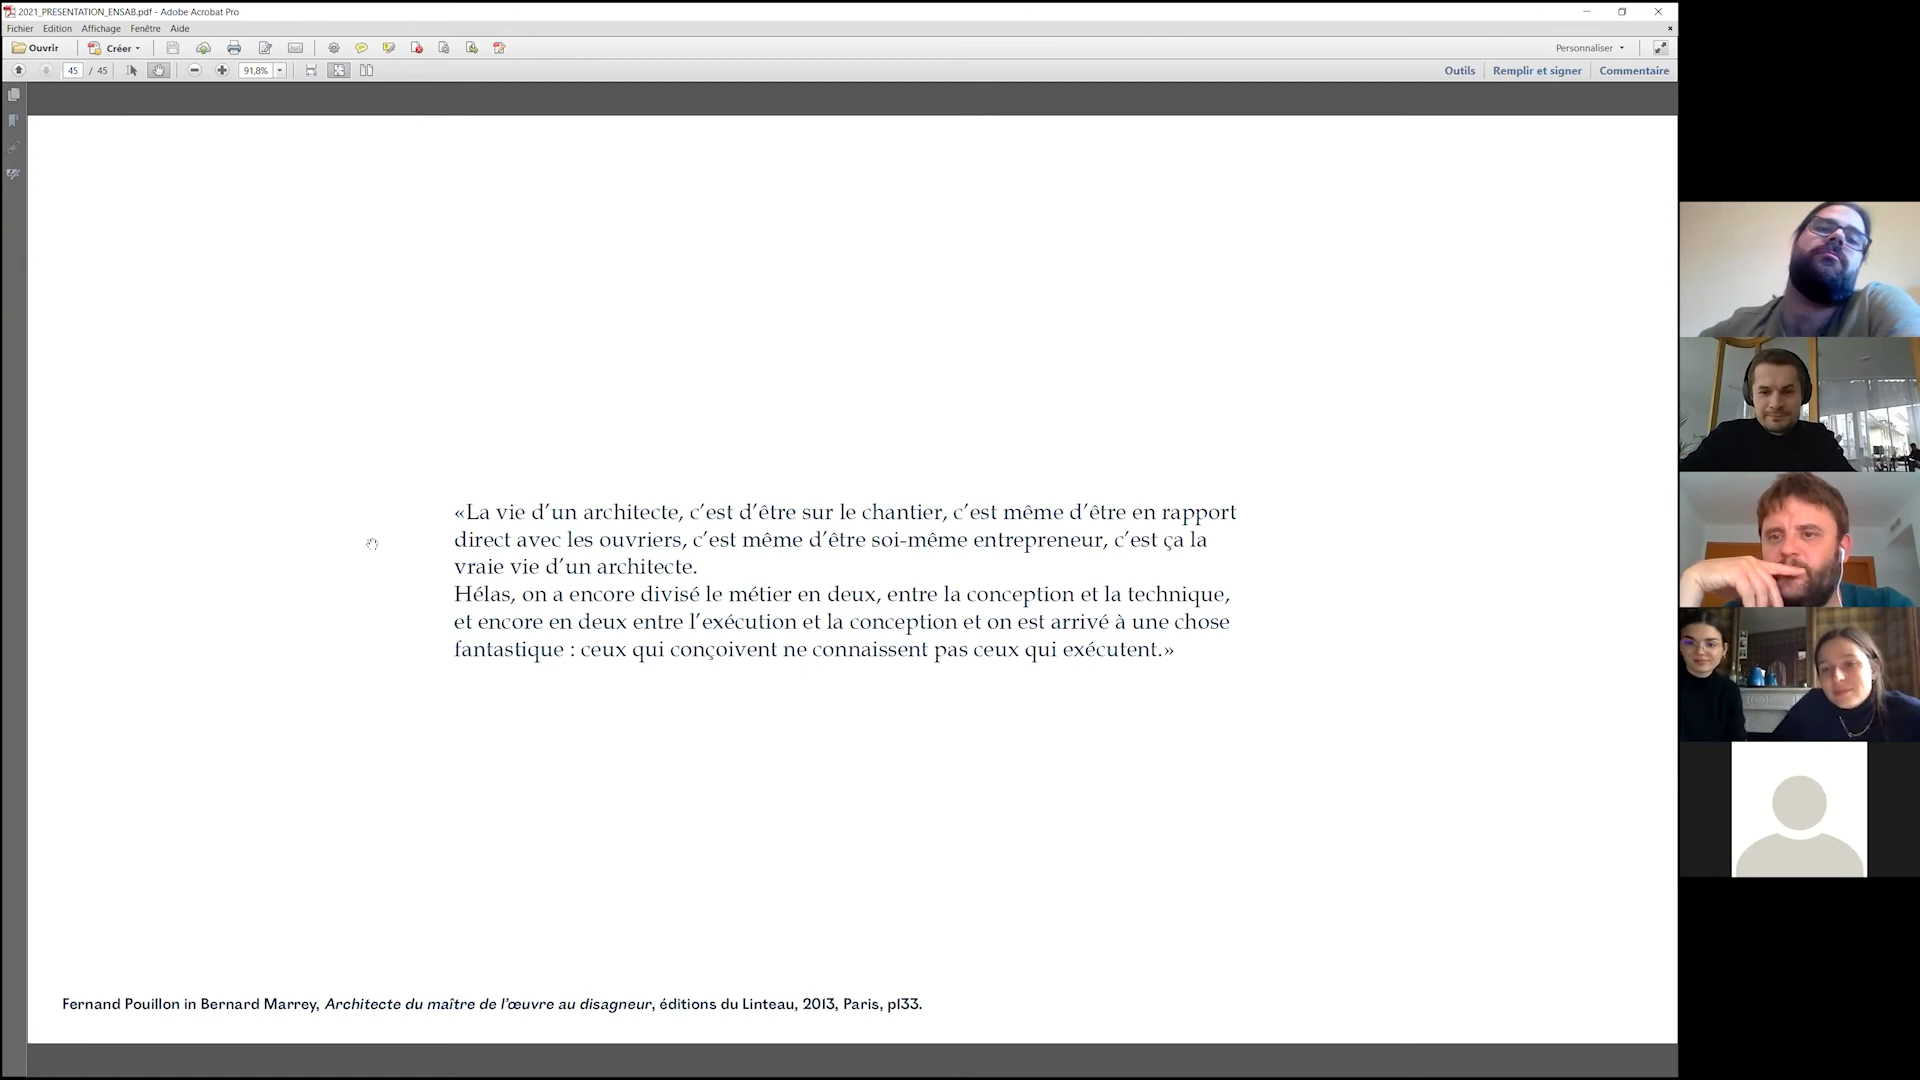 2021_PRESENTATION_ENSAB.pdf - Adobe Acrobat Pro
Fichier Edition Affichage Fenêtre Aide
Ouvrir Créer Personnaliser
45 / 45 91,8% Outils Remplir et signer Commentaire
«La vie d’un architecte, c’est d’être sur le chantier, c’est même d’être en rapport
direct avec les ouvriers, c’est même d’être soi-même entrepreneur, c’est ça la
vraie vie d’un architecte.
Hélas, on a encore divisé le métier en deux, entre la conception et la technique,
et encore en deux entre l’exécution et la conception et on est arrivé à une chose
fantastique : ceux qui conçoivent ne connaissent pas ceux qui exécutent.»
Fernand Pouillon in Bernard Marrey, Architecte du maître de l’œuvre au disagneur, éditions du Linteau, 2013, Paris, p133.